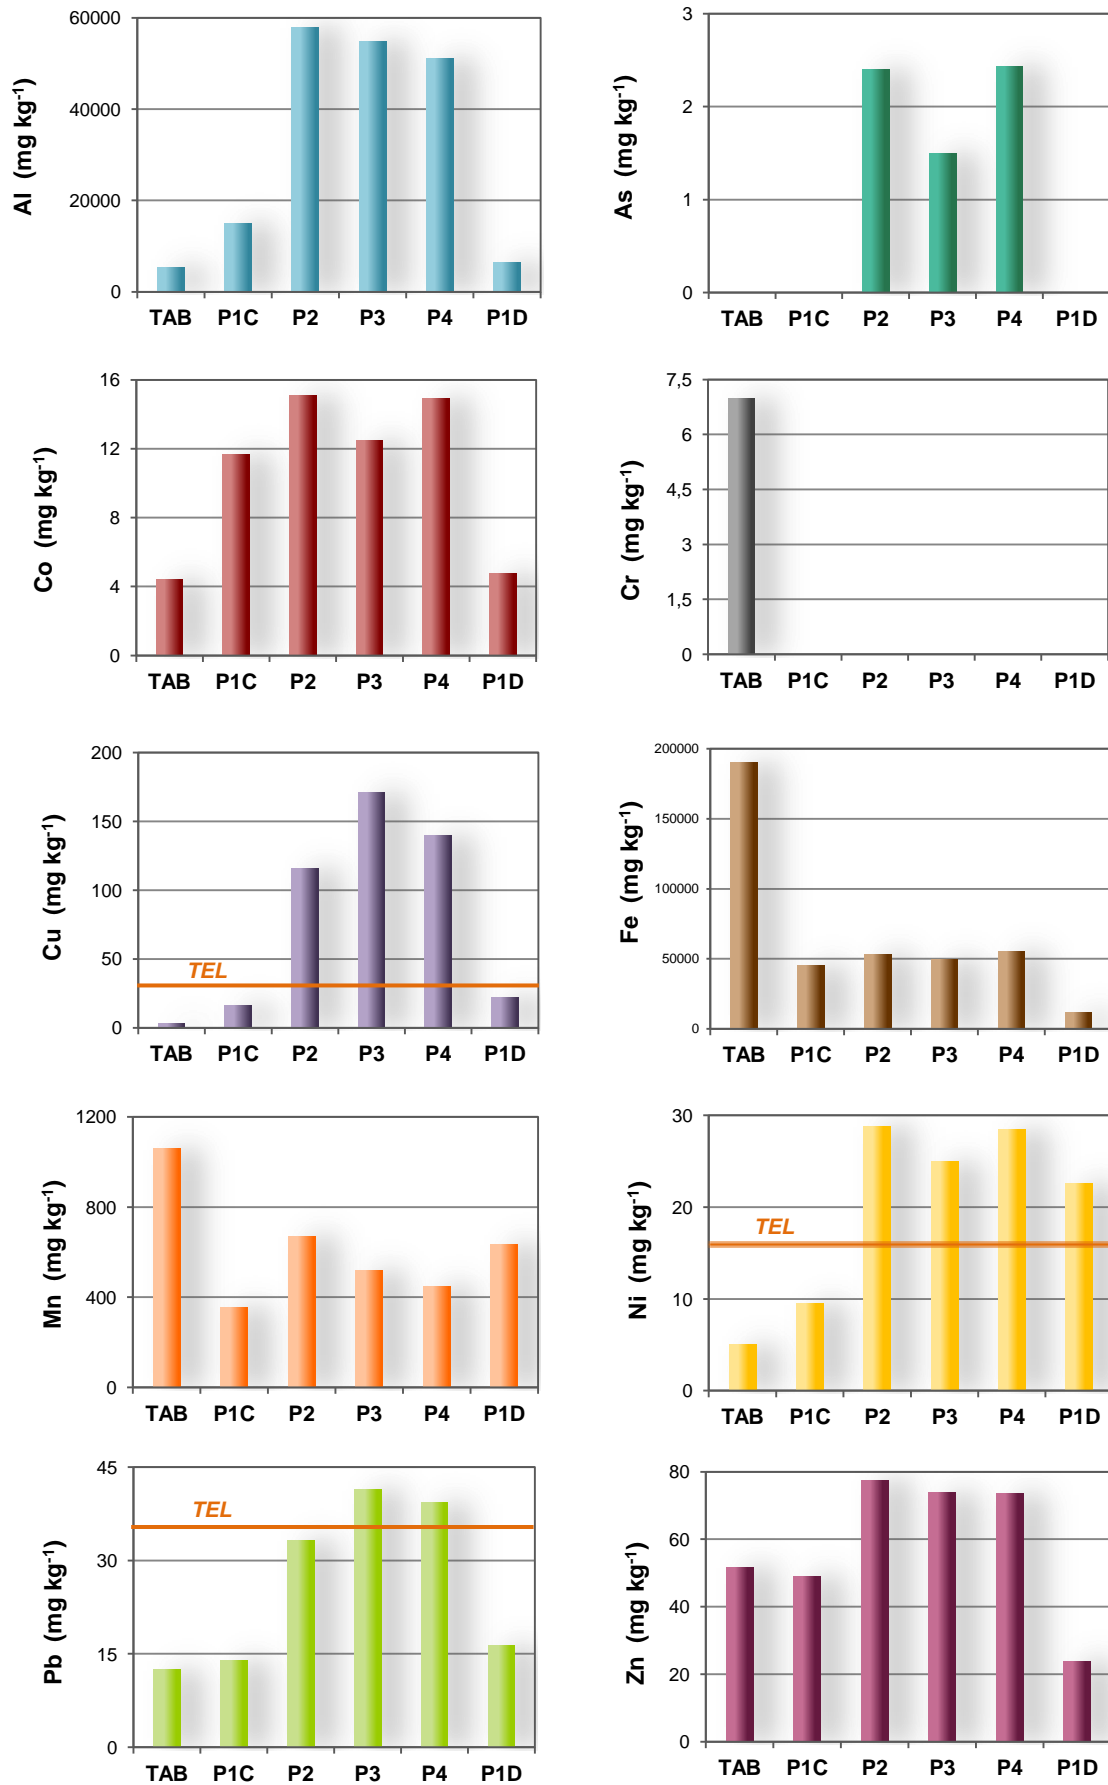 60000
40000
20000
0
Al (mg kg-1)
TAB P1C P2 P3 P4 P1D
3
2
1
0
As (mg kg-1)
TAB P1C P2 P3 P4 P1D
16
12
8
4
0
Co (mg kg-1)
TAB P1C P2 P3 P4 P1D
7,5
6
4,5
3
1,5
0
Cr (mg kg-1)
TAB P1C P2 P3 P4 P1D
200
150
100
50
0
Cu (mg kg-1)
TEL
TAB P1C P2 P3 P4 P1D
200000
150000
100000
50000
0
Fe (mg kg-1)
TAB P1C P2 P3 P4 P1D
1200
800
400
0
Mn (mg kg-1)
TAB P1C P2 P3 P4 P1D
30
20
10
0
Ni (mg kg-1)
TEL
TAB P1C P2 P3 P4 P1D
45
30
15
0
Pb (mg kg-1)
TEL
TAB P1C P2 P3 P4 P1D
80
60
40
20
0
Zn (mg kg-1)
TAB P1C P2 P3 P4 P1D